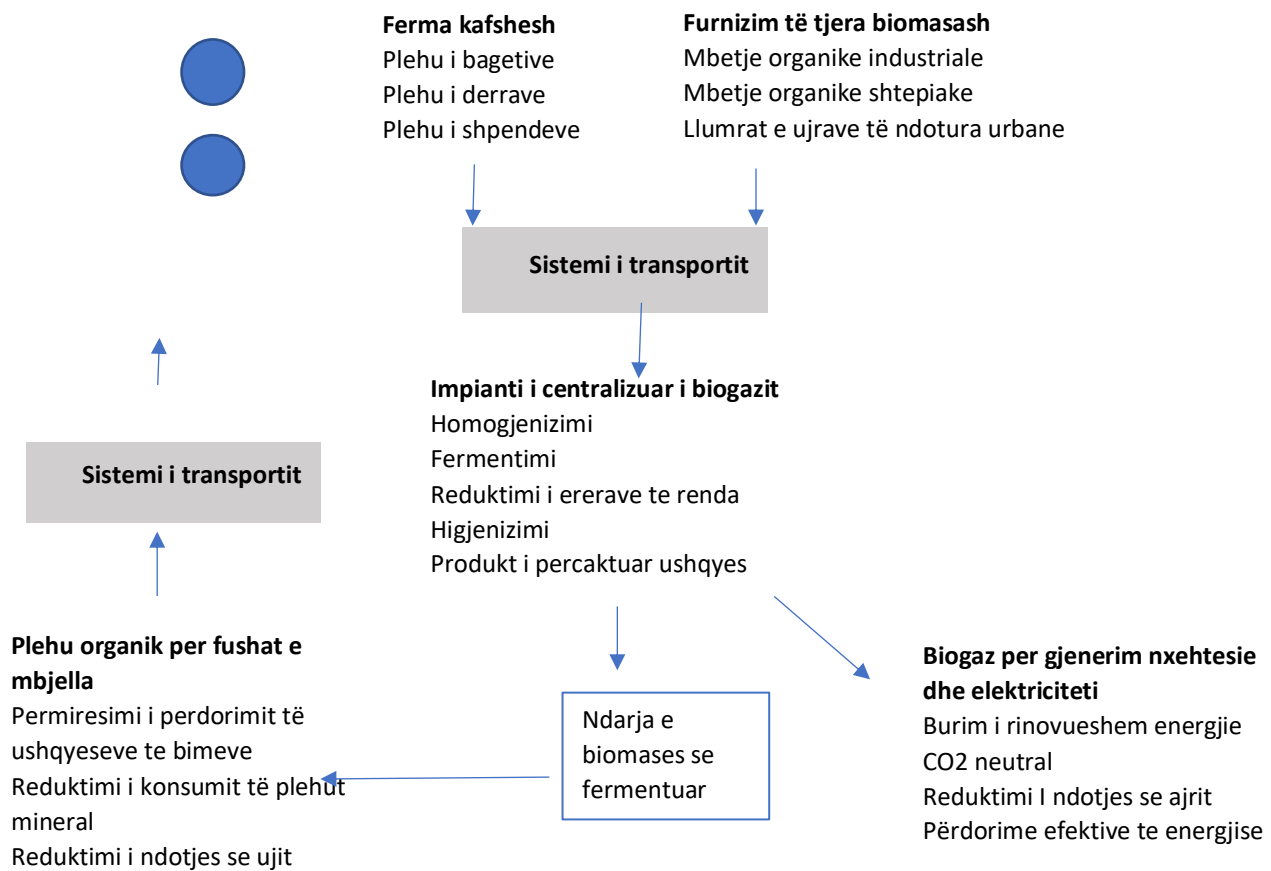 Ferma kafshesh
Plehu i bagetive
Plehu i derrave
Plehu i shpendeve
Furnizim të tjera biomasash
Mbetje organike industriale
Mbetje organike shtepiake
Llumrat e ujrave të ndotura urbane
Sistemi i transportit
Impianti i centralizuar i biogazit
Homogjenizimi
Fermentimi
Reduktimi i ererave te renda
Higjenizimi
Produkt i percaktuar ushqyes
Sistemi i transportit
Plehu organik per fushat e
mbjella
Permiresimi i perdorimit të
ushqyeseve te bimeve
Reduktimi i konsumit të plehut
mineral
Reduktimi i ndotjes se ujit
Ndarja e
biomases se
fermentuar
Biogaz per gjenerim nxehtesie
dhe elektriciteti
Burim i rinovueshem energjie
CO2 neutral
Reduktimi I ndotjes se ajrit
Përdorime efektive te energjise